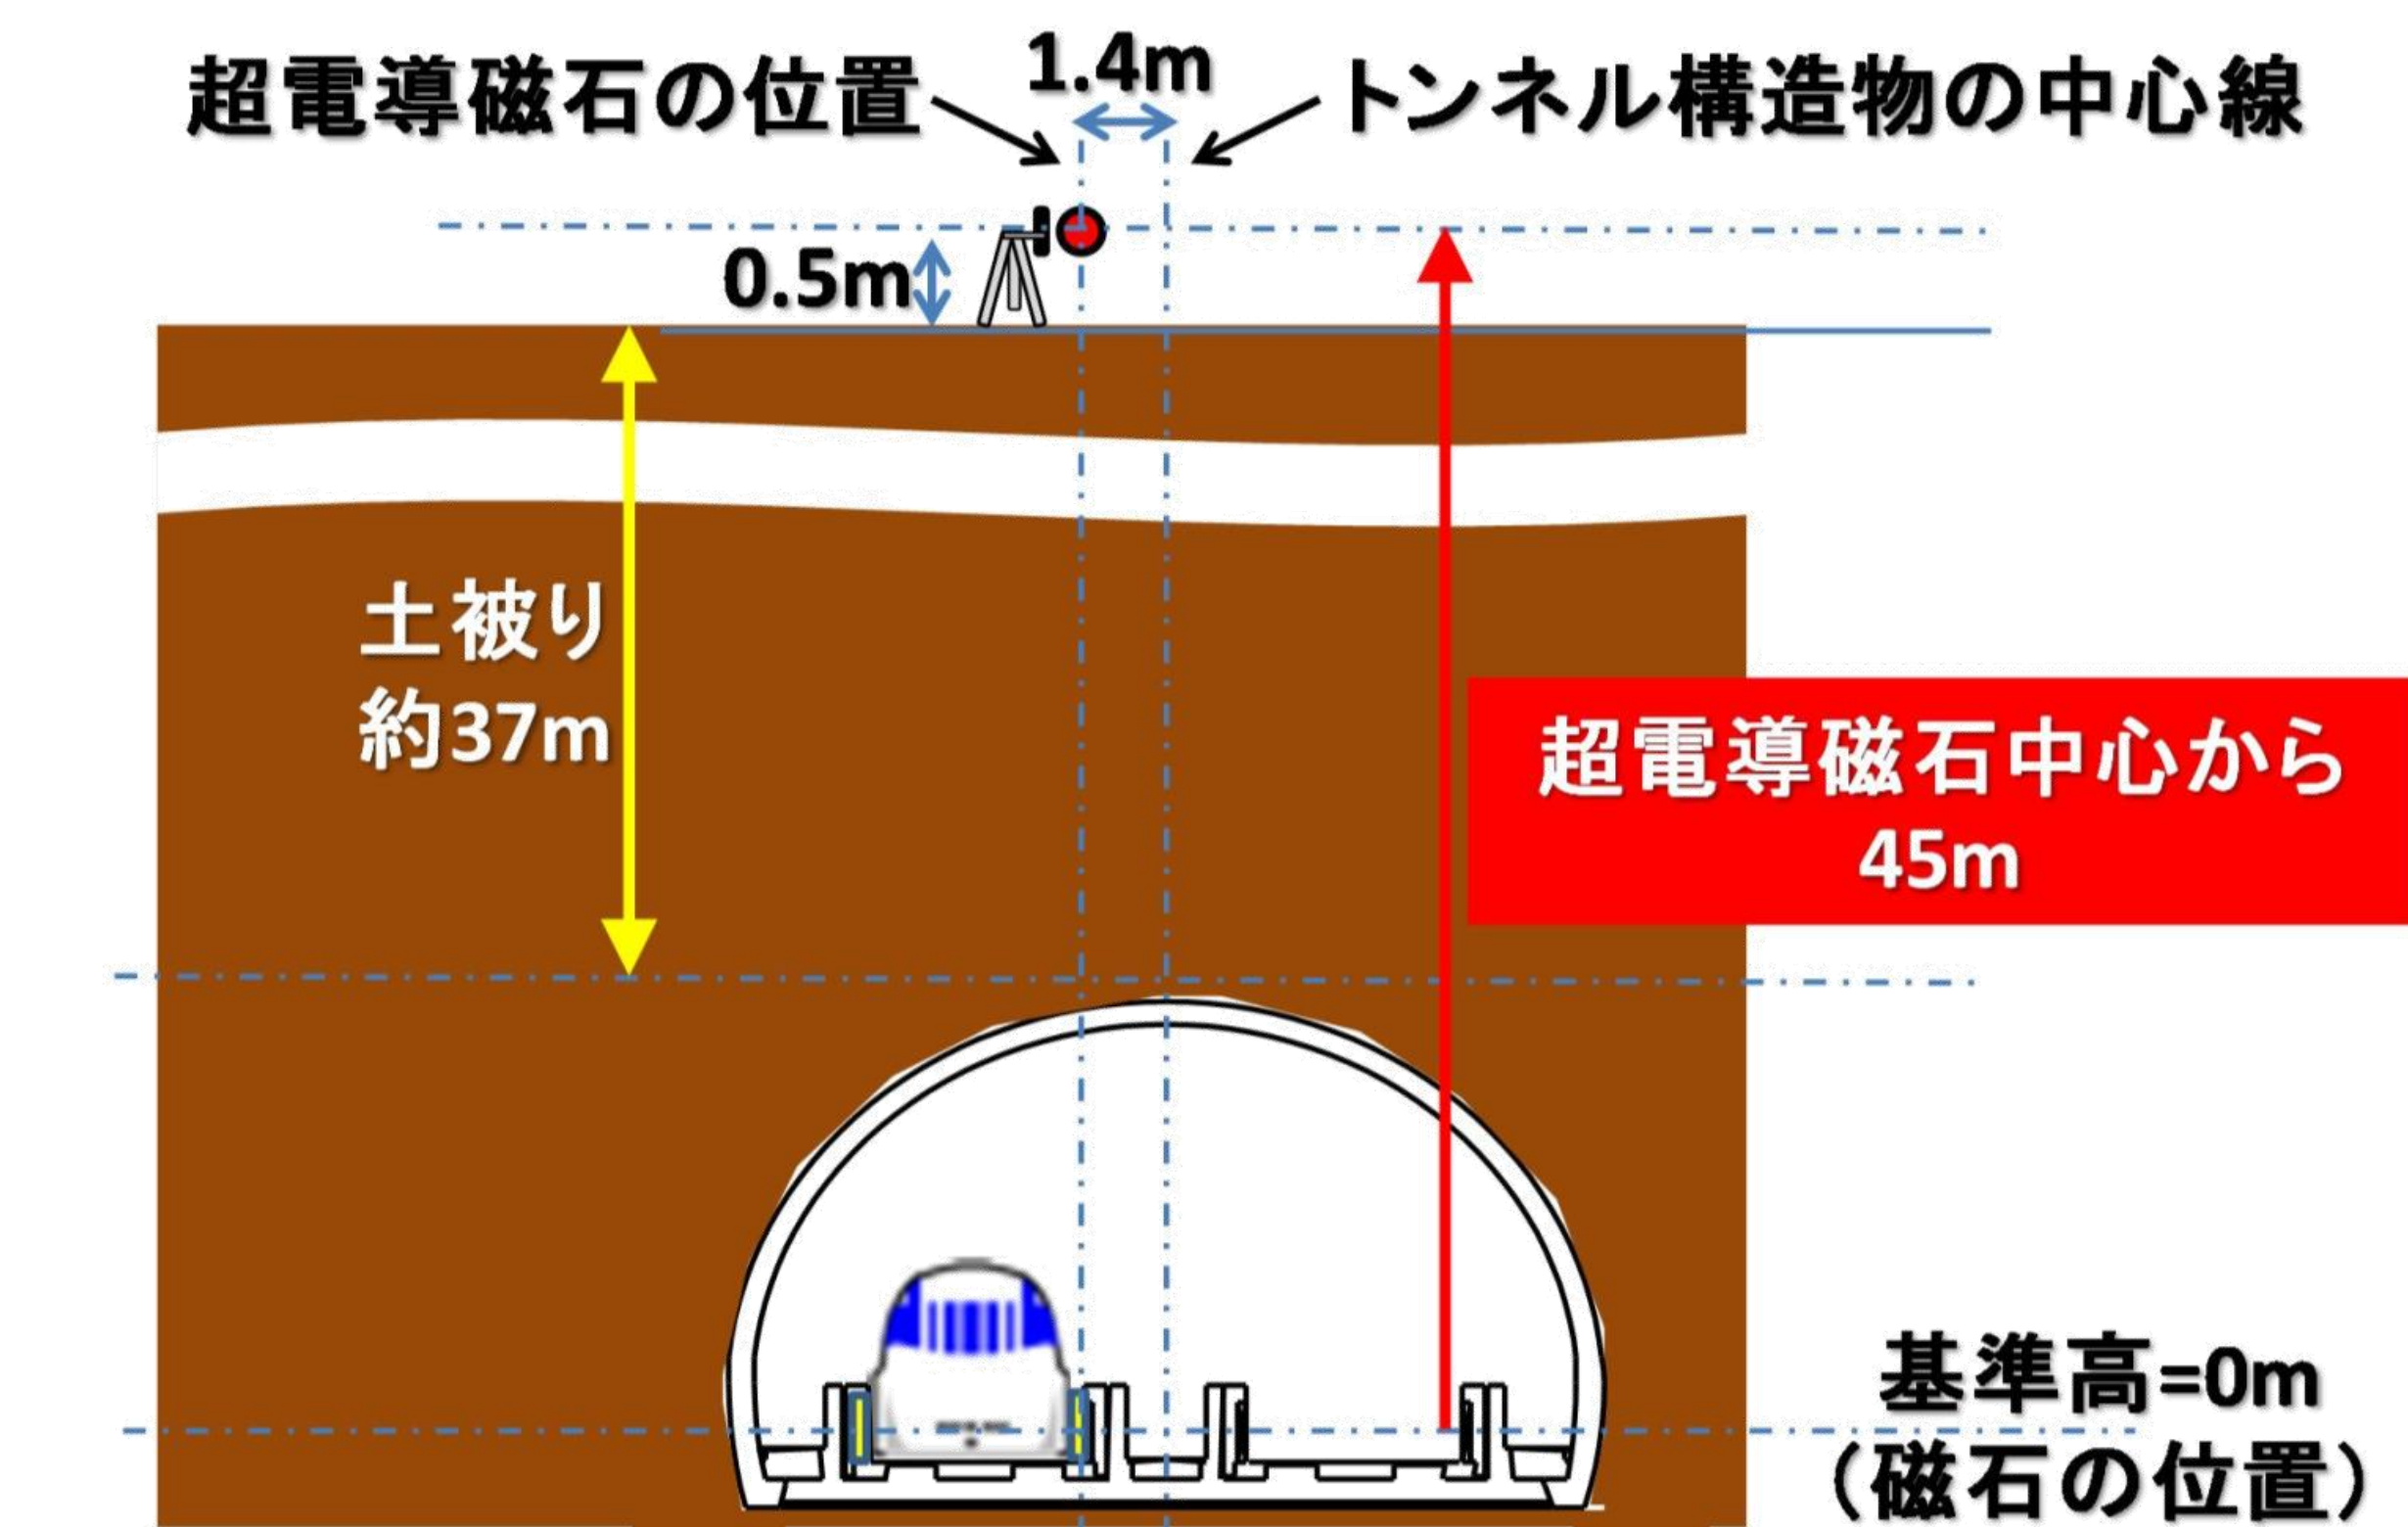 超電導磁石の位置
1.4m
トンネル構造物の中心線
0.5m
土被り
約37m
超電導磁石中心から
45m
基準高=0m
(磁石の位置)